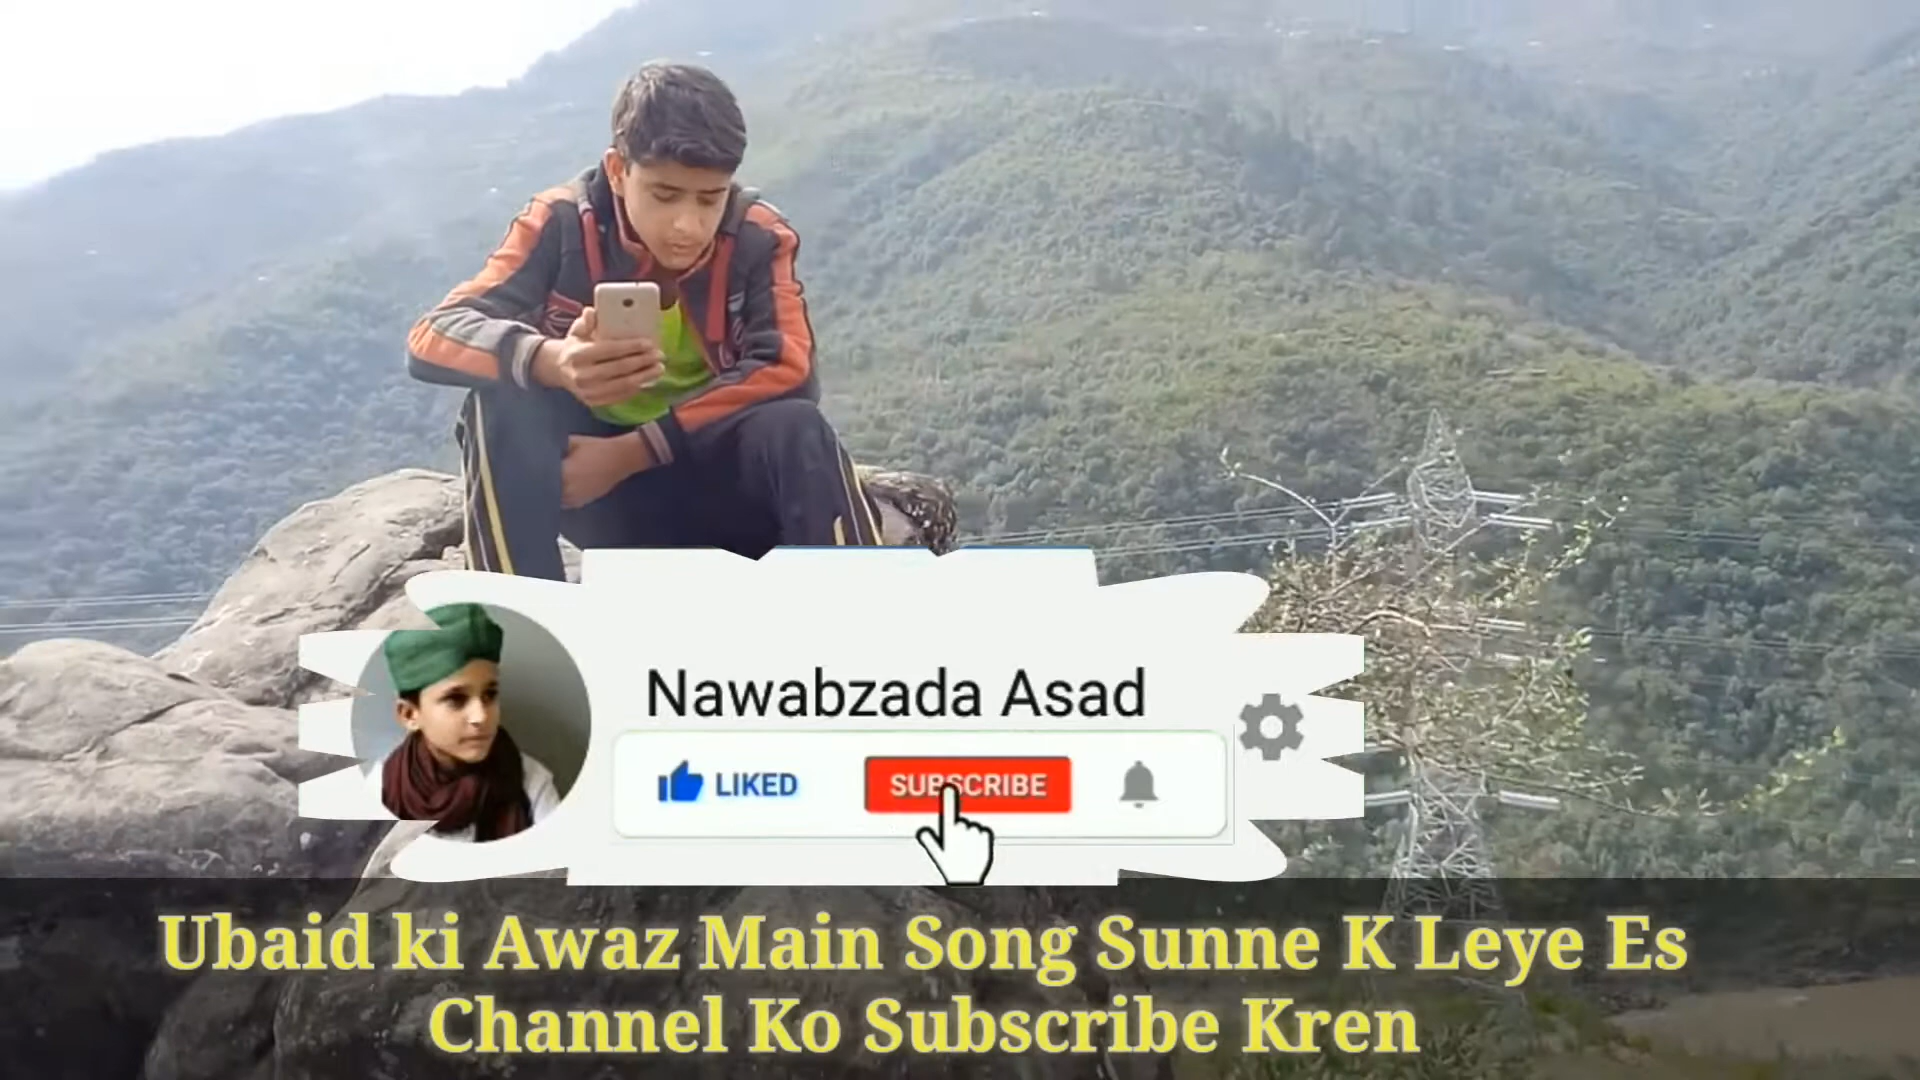 Nawabzada Asad
LIKED
SUBSCRIBE
Ubaid ki Awaz Main Song Sunne K Leye Es
Channel Ko Subscribe Kren